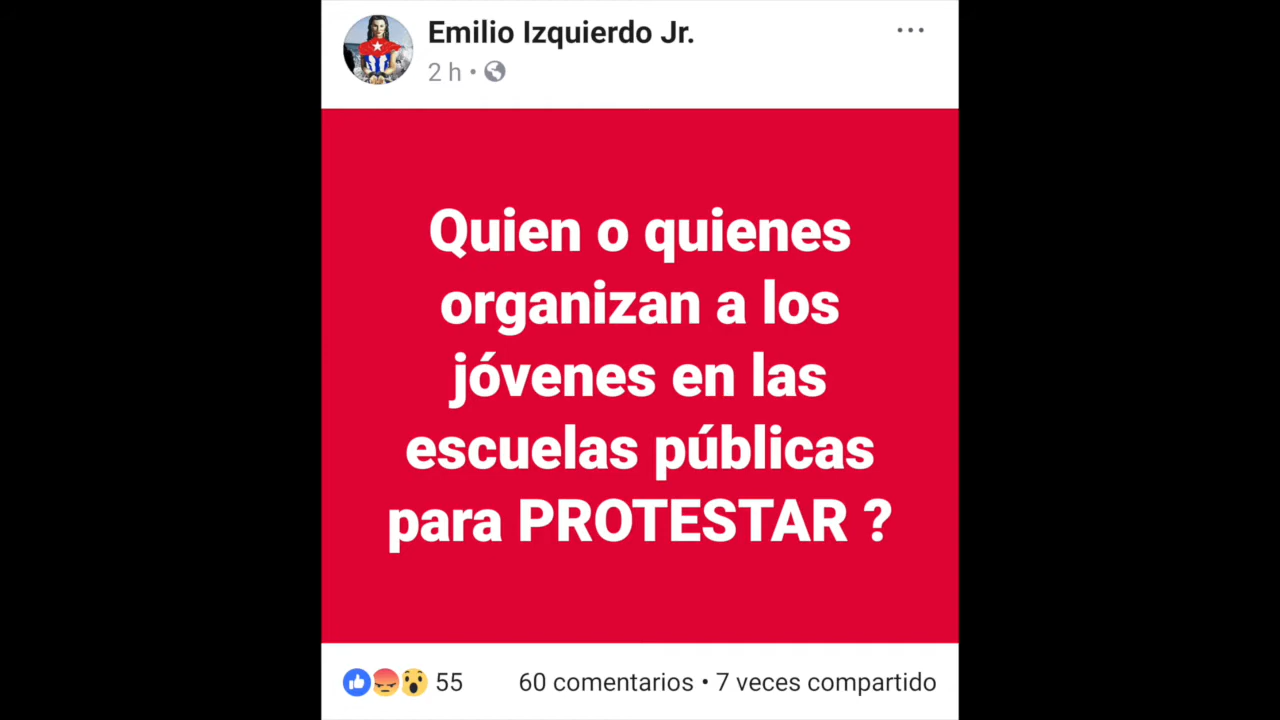 Emilio Izquierdo Jr.
2 h •
Quien o quienes
organizan a los
jóvenes en las
escuelas públicas
para PROTESTAR ?
55 60 comentarios • 7 veces compartido